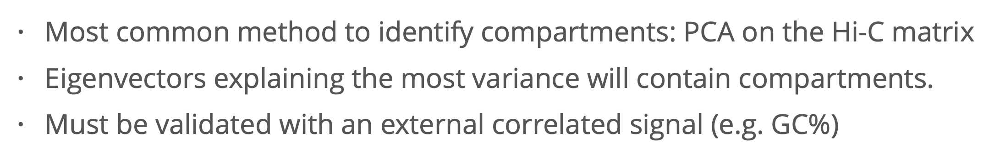 · Most common method to identify compartments: PCA on the Hi-C matrix
· Eigenvectors explaining the most variance will contain compartments.
· Must be validated with an external correlated signal (e.g. GC%)